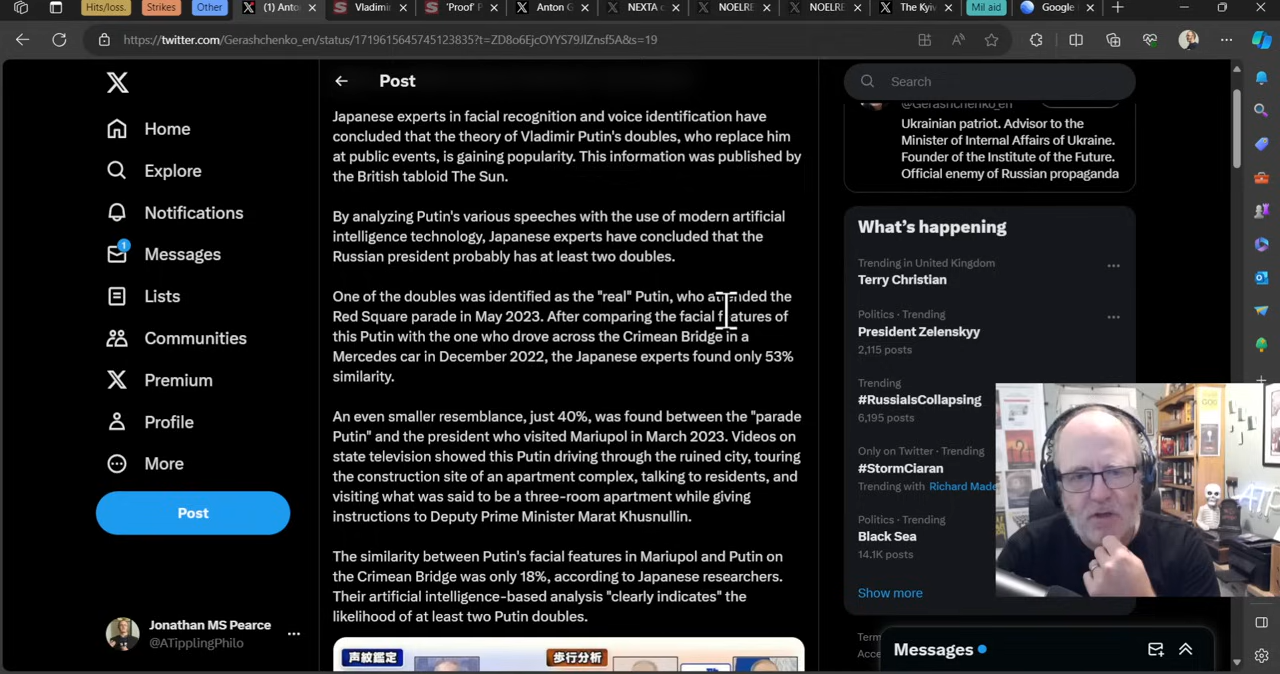 Hits/loss.
Strikes
Other
(1) Anto
Vladimir
'Proof' P
Anton G
NEXTA
NOELRE
NOELRE
The Kyiv
Mil aid
Google
https://twitter.com/Gerashchenko_en/status/1719615645745123835?t=ZD8o6EjcOYYS79JIZnsf5A&s=19
Home
Explore
Notifications
1
Messages
Lists
Communities
Premium
Profile
More
Post
Jonathan MS Pearce
@ATipplingPhilo
Post
Japanese experts in facial recognition and voice identification have
concluded that the theory of Vladimir Putin's doubles, who replace him
at public events, is gaining popularity. This information was published by
the British tabloid The Sun.
By analyzing Putin's various speeches with the use of modern artificial
intelligence technology, Japanese experts have concluded that the
Russian president probably has at least two doubles.
One of the doubles was identified as the "real" Putin, who attended the
Red Square parade in May 2023. After comparing the facial features of
this Putin with the one who drove across the Crimean Bridge in a
Mercedes car in December 2022, the Japanese experts found only 53%
similarity.
An even smaller resemblane, just 40%, was found between the "parade
Putin" and the president who visited Mariupol in March 2023. Videos on
state television showed this Putin driving through the ruined city, touring
the construction site of an apartment complex, talking to residents, and
visiting what was said to be a three-room apartment while giving
instructions to Deputy Prime Minister Marat Khusnullin.
The similarity between Putin's facial features in Mariupol and Putin on
the Crimean Bridge was only 18%, according to Japanese researchers.
Their artificial intelligence-based analysis "clearly indicates" the
likelihood of at least two Putin doubles.
声紋鑑定
歩行分析
Search
@Gerashchenko_en
Ukrainian patriot. Advisor to the
Minister of Internal Affairs of Ukraine.
Founder of the Institute of the Future.
Official enemy of Russian propaganda
What's happening
Trending in United Kingdom
Terry Christian
Politics · Trending
President Zelenskyy
2,115 posts
Trending
#RussiaIsCollapsing
6,195 posts
Only on Twitter · Trending
#StormCiaran
Trending with Richard Made
Politics · Trending
Black Sea
14.1K posts
Show more
Term
Acce
Messages